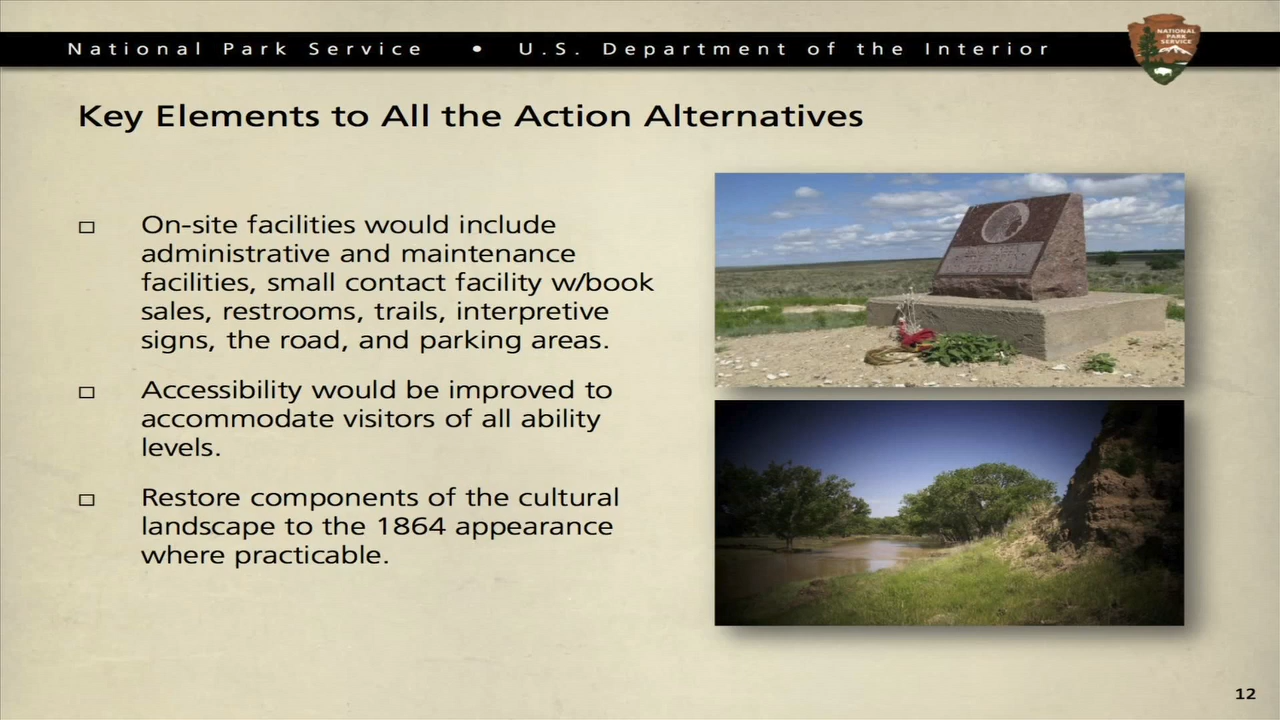 National Park Service • U.S. Department of the Interior
NATIONAL
PARK
SERVICE
Key Elements to All the Action Alternatives
On-site facilities would include
administrative and maintenance
facilities, small contact facility w/book
sales, restrooms, trails, interpretive
signs, the road, and parking areas.
Accessibility would be improved to
accommodate visitors of all ability
levels.
Restore components of the cultural
landscape to the 1864 appearance
where practicable.
12